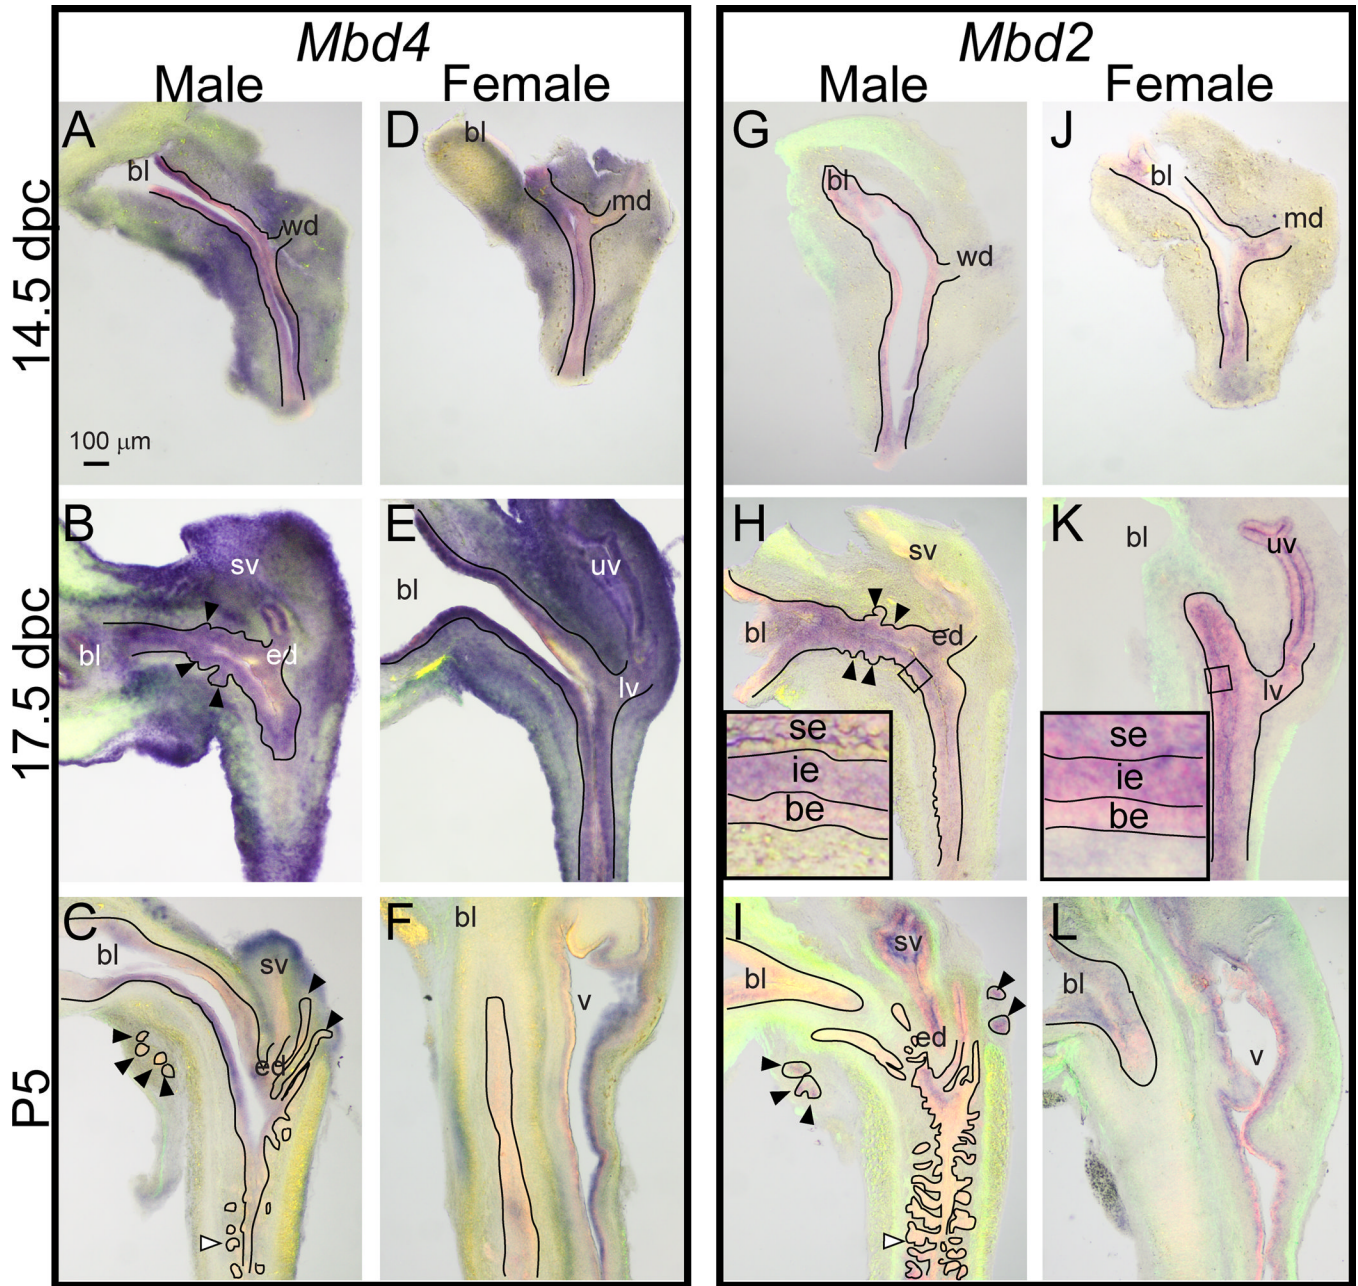 Mbd4
Male Female
Mbd2
Male Female
14.5 dpc
A
bl
wd
100 µm
D
bl
md
G
bl
wd
J
bl
md
17.5 dpc
B
sv
bl
ed
E
bl
uv
lv
H
sv
bl
ed
se
ie
be
K
bl
uv
lv
se
ie
be
P5
C
bl
sv
ed
F
bl
v
I
sv
bl
ed
L
bl
v